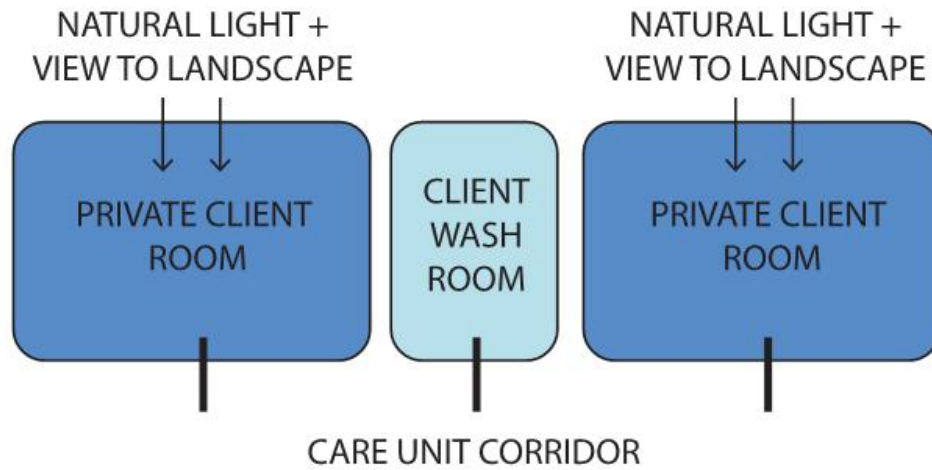 NATURAL LIGHT +
VIEW TO LANDSCAPE
NATURAL LIGHT +
VIEW TO LANDSCAPE
PRIVATE CLIENT
ROOM
CLIENT
WASH
ROOM
PRIVATE CLIENT
ROOM
CARE UNIT CORRIDOR